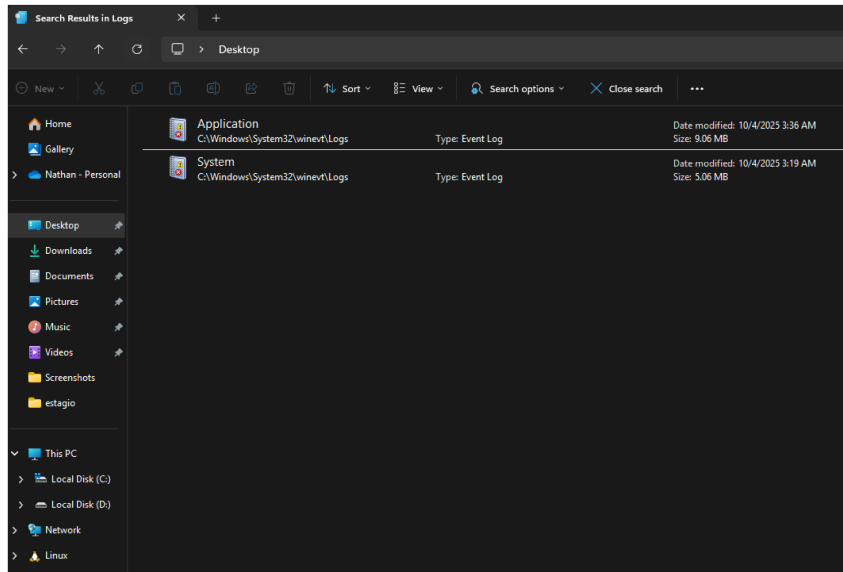 Search Results in Logs
Desktop
New
Sort
View
Search options
Close search
Home
Gallery
Nathan - Personal
Desktop
Downloads
Documents
Pictures
Music
Videos
Screenshots
estagio
This PC
Local Disk (C:)
Local Disk (D:)
Network
Linux
Application
C:\Windows\System32\winevt\Logs
Type: Event Log
Date modified: 10/4/2025 3:36 AM
Size: 9.06 MB
System
C:\Windows\System32\winevt\Logs
Type: Event Log
Date modified: 10/4/2025 3:19 AM
Size: 5.06 MB